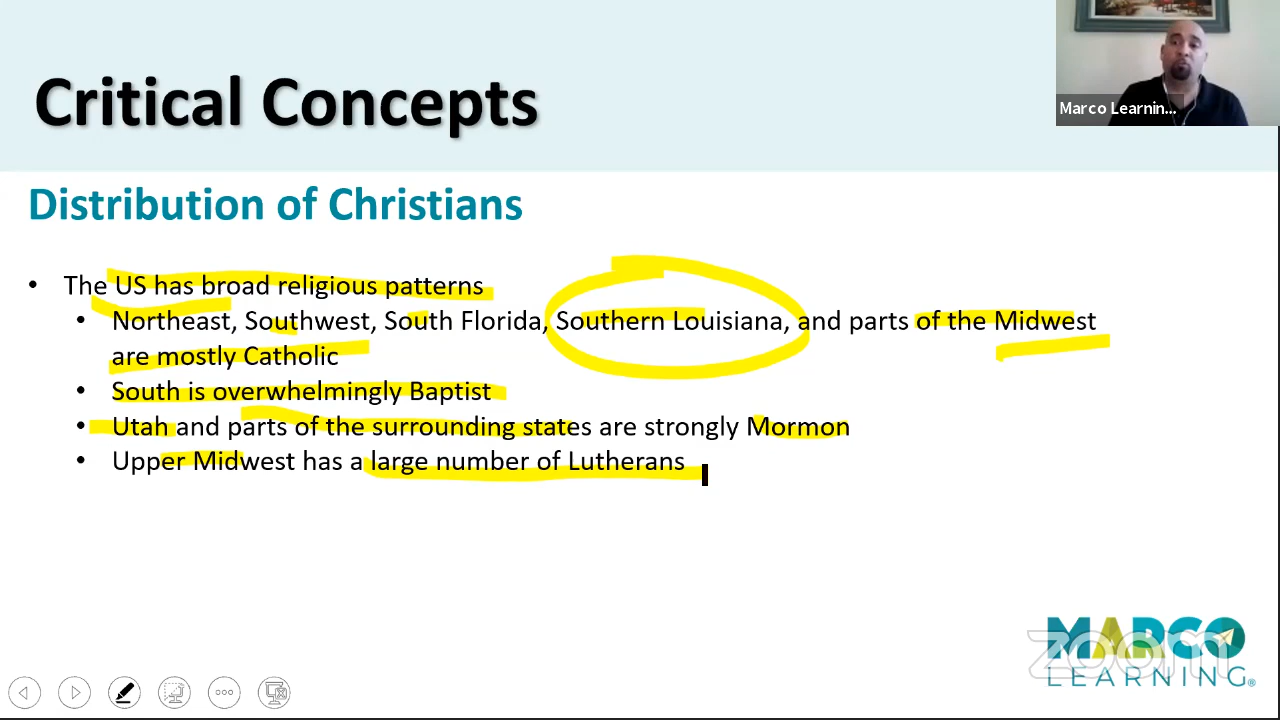 Critical Concepts
Marco Learnin...
Distribution of Christians
• The US has broad religious patterns
• Northeast, Southwest, South Florida, Southern Louisiana, and parts of the Midwest
are mostly Catholic
• South is overwhelmingly Baptist
• Utah and parts of the surrounding states are strongly Mormon
• Upper Midwest has a large number of Lutherans
MARCO
zoom
LEARNING®